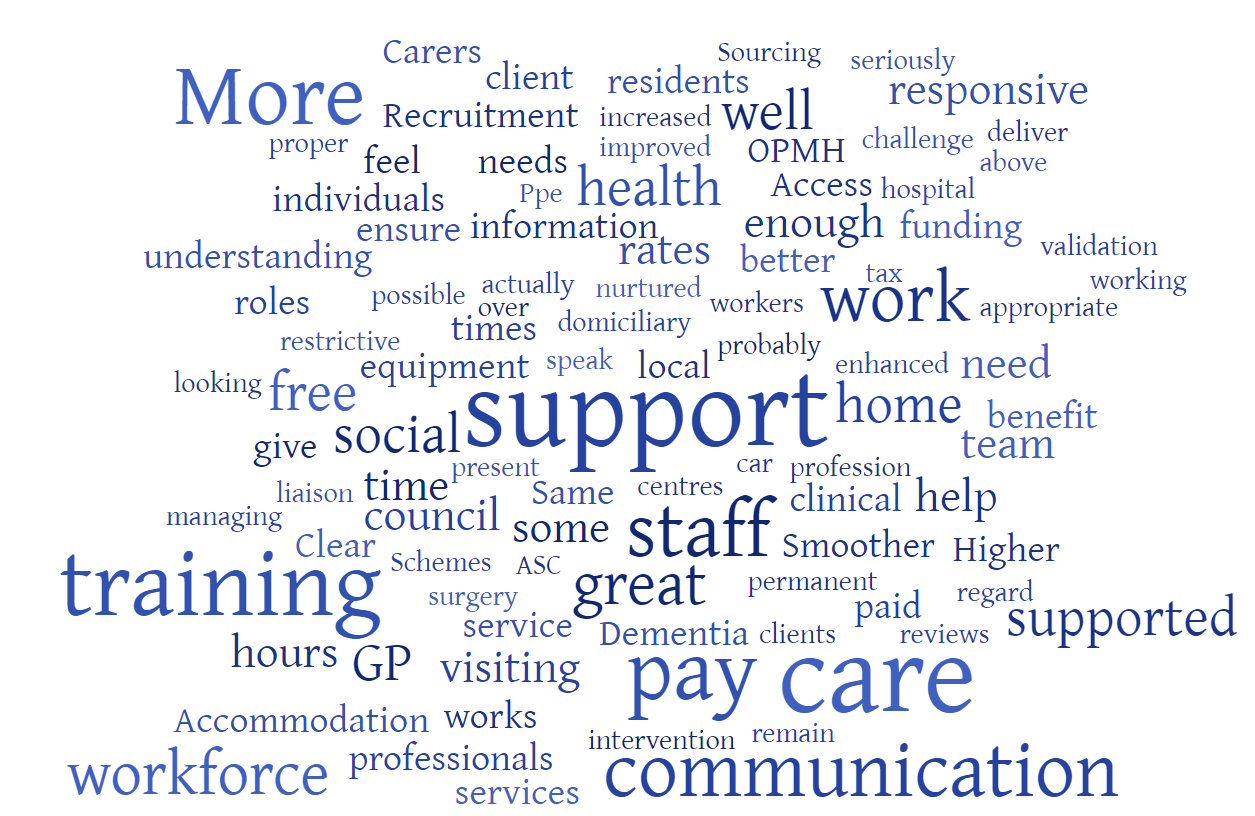 Carers
Sourcing
seriously
client
residents
More
responsive
Recruitment
increased
well
proper
improved
OPMH
challenge
deliver
feel
needs
above
individuals
Ppe
health
Access
hospital
ensure
information
enough
funding
understanding
rates
better
validation
roles
possible
actually
nurtured
tax
working
over
workers
work
appropriate
restrictive
times
domiciliary
probably
looking
free
equipment
speak
local
enhanced
need
support
home
benefit
give
social
team
present
car
profession
liaison
time
Same
centres
clinical
help
managing
council
some
staff
Clear
Smoother
Higher
training
Schemes
ASC
great
permanent
regard
surgery
paid
supported
service
Dementia
clients
reviews
hours
GP
visiting
pay
care
Accommodation
works
intervention
remain
workforce
professionals
communication
services